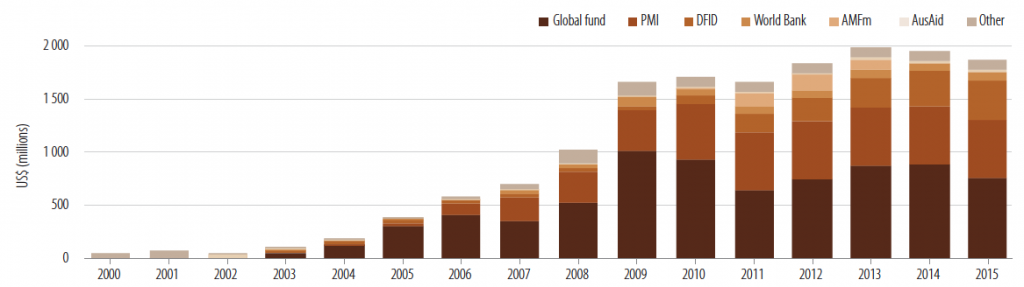 Global fund PMI DFID World Bank AMFm AusAid Other
US$ (millions)
2 000
1 500
1 000
500
0
2000 2001 2002 2003 2004 2005 2006 2007 2008 2009 2010 2011 2012 2013 2014 2015